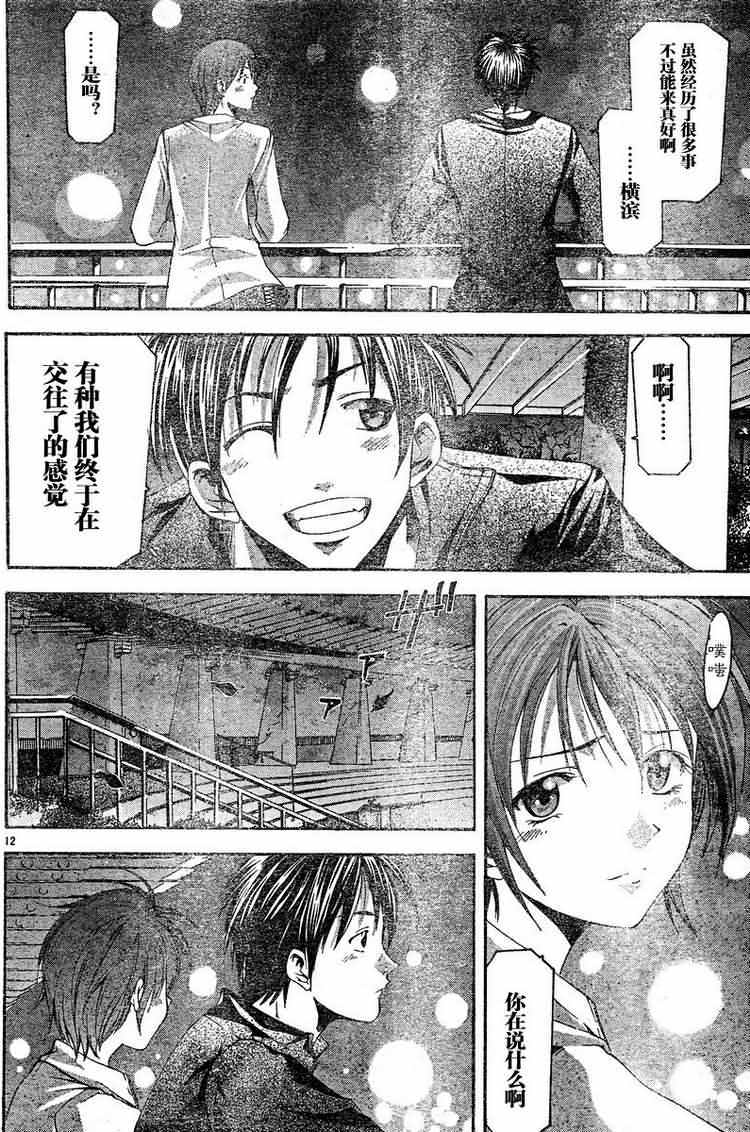 虽然经历了很多事
不过能来真好啊
……横滨
……
是吗？
啊啊……
有种我们终于在
交往了的感觉
噗嗤
你在说什么啊
12